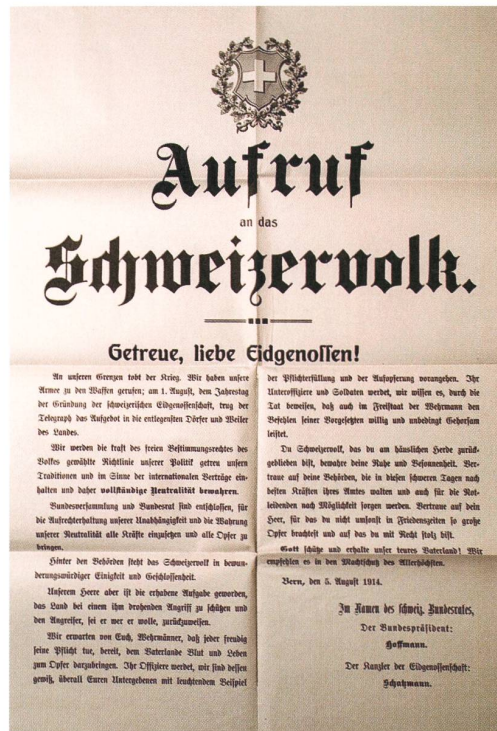 Aufruf
an das
Schweizervolk.
Getreue, liebe Eidgenossen!
An unseren Grenzen tobt der Krieg. Wir haben unsere
Armee zu den Waffen gerufen; am 1. August, dem Jahrestag
der Gründung der schweizerischen Eidgenossenschaft, trug der
Telegraph das Aufgebot in die entlegensten Dörfer und Weiler
des Landes.
Wir werden die kraft des freien Bestimmungsrechtes des
Volkes gewählte Richtlinie unserer Politik getreu unsern
Traditionen und im Sinne der internationalen Verträge ein-
halten und daher vollständige Neutralität bewahren.
Bundesversammlung und Bundesrat sind entschlossen, für
die Aufrechterhaltung unserer Unabhängigkeit und die Wahrung
unserer Neutralität alle Kräfte einzusetzen und alle Opfer zu
bringen.
Hinter den Behörden steht das Schweizervolk in bewun-
derungswürdiger Einigkeit und Geschlossenheit.
Unserem Heere aber ist die erhabene Aufgabe geworden,
das Land bei einem ihm drohenden Angriff zu schützen und
den Angreifer, sei er wer er wolle, zurückzuweisen.
Wir erwarten von Euch, Wehrmänner, daß jeder freudig
seine Pflicht tue, bereit, dem Vaterlande Blut und Leben
zum Opfer darzubringen. Ihr Offiziere werdet, wir sind dessen
gewiß, überall Euren Untergebenen mit leuchtendem Beispiel
der Pflichterfüllung und der Aufopferung vorangehen. Ihr
Unteroffiziere und Soldaten werdet, wir wissen es, durch die
Tat beweisen, daß auch im Freistaat der Wehrmann den
Befehlen seiner Vorgesetzten willig und unbedingt Gehorsam
leistet.
Du Schweizervolk, das du am häuslichen Herde zurück-
geblieben bist, bewahre deine Ruhe und Besonnenheit. Ver-
traue auf deine Behörden, die in diesen schweren Tagen nach
besten Kräften ihres Amtes walten und auch für die Not-
leidenden nach Möglichkeit sorgen werden. Vertraue auf dein
Heer, für das du nicht umsonst in Friedenszeiten so große
Opfer brachtest und auf das du mit Recht stolz bist.
Gott schütze und erhalte unser teures Vaterland! Wir
empfehlen es in den Machtschutz des Allerhöchsten.
Bern, den 5. August 1914.
Im Namen des schweiz. Bundesrates,
Der Bundespräsident:
Hoffmann.
Der Kanzler der Eidgenossenschaft:
Schatzmann.